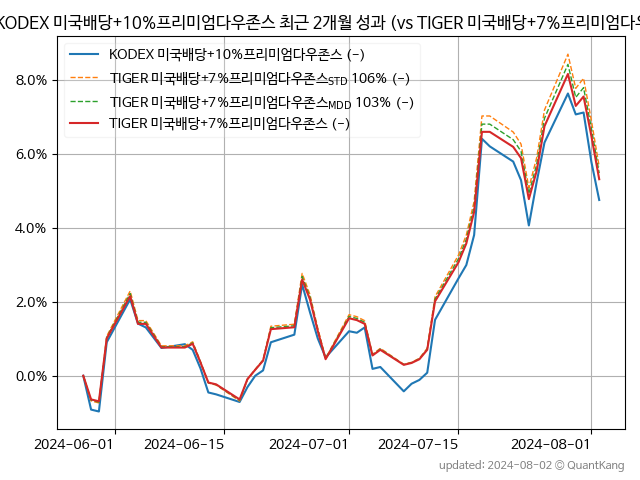 KODEX 미국배당+10%프리미엄다우존스 최근 2개월 성과 (vs TIGER 미국배당+7%프리미엄다우
KODEX 미국배당+10%프리미엄다우존스 (-)
TIGER 미국배당+7%프리미엄다우존스STD 106% (-)
TIGER 미국배당+7%프리미엄다우존스MDD 103% (-)
TIGER 미국배당+7%프리미엄다우존스 (-)
8.0%
6.0%
4.0%
2.0%
0.0%
2024-06-01 2024-06-15 2024-07-01 2024-07-15 2024-08-01
updated: 2024-08-02 © QuantKang